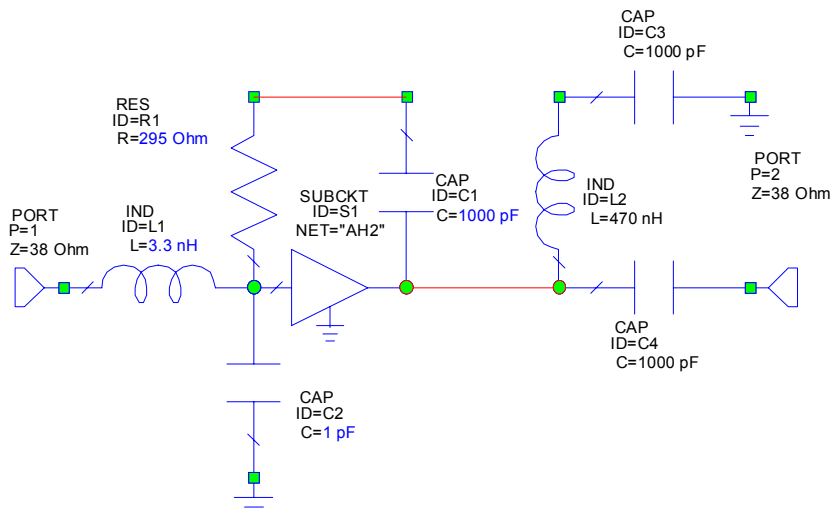 CAP
ID=C3
C=1000 pF
RES
ID=R1
R=295 Ohm
PORT
P=1
Z=38 Ohm
IND
ID=L1
L=3.3 nH
SUBCKT
ID=S1
NET="AH2"
CAP
ID=C1
C=1000 pF
IND
ID=L2
L=470 nH
PORT
P=2
Z=38 Ohm
CAP
ID=C2
C=1 pF
CAP
ID=C4
C=1000 pF